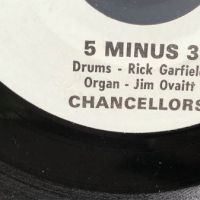 5 MINUS 3
Drums - Rick Garfiel
Organ - Jim Ovaitt
CHANCELLORS